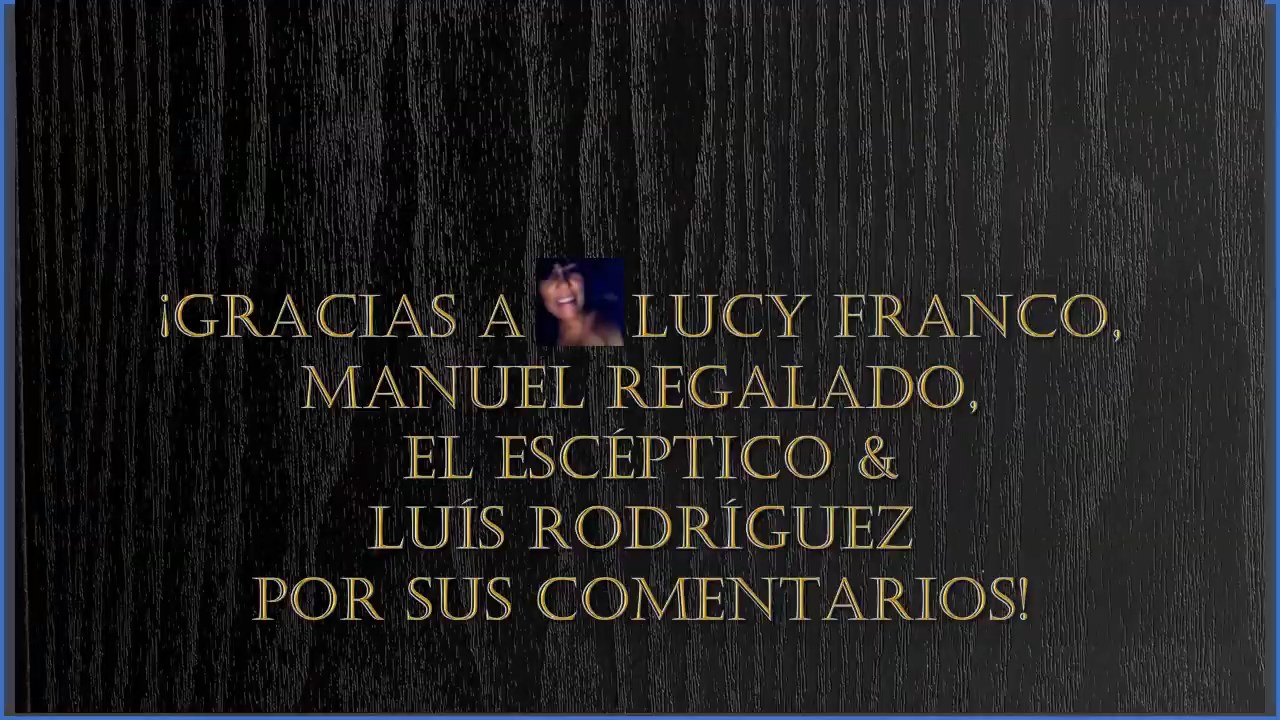 ¡GRACIAS A LUCY FRANCO,
MANUEL REGALADO,
EL ESCÉPTICO &
LUÍS RODRÍGUEZ
POR SUS COMENTARIOS!